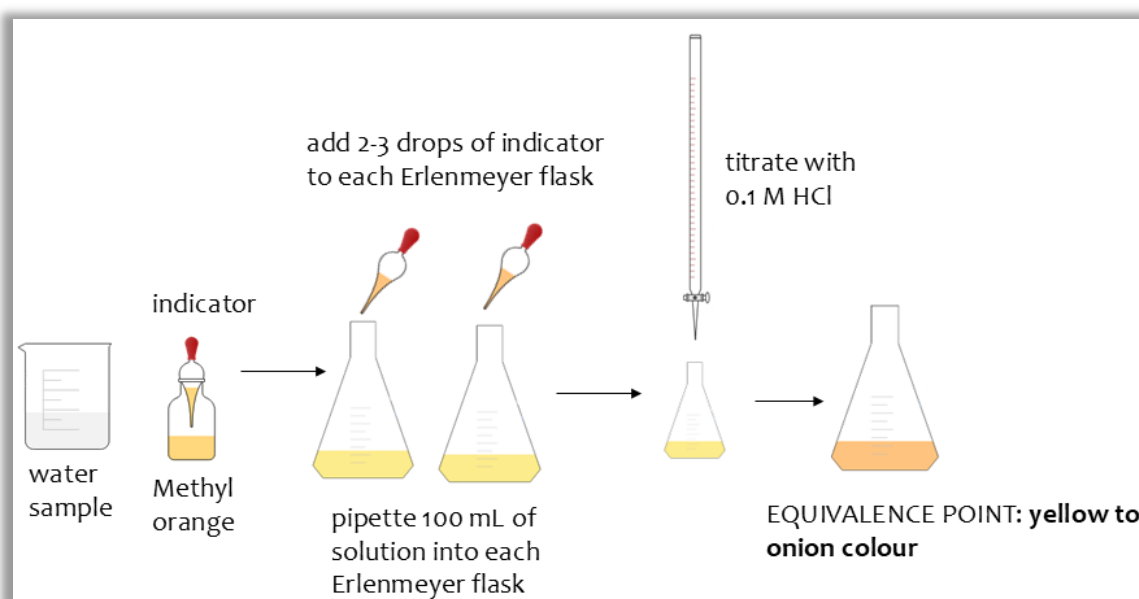 add 2-3 drops of indicator
to each Erlenmeyer flask
titrate with
0.1 M HCl
indicator
water
sample
Methyl
orange
pipette 100 mL of
solution into each
Erlenmeyer flask
EQUIVALENCE POINT: yellow to
onion colour